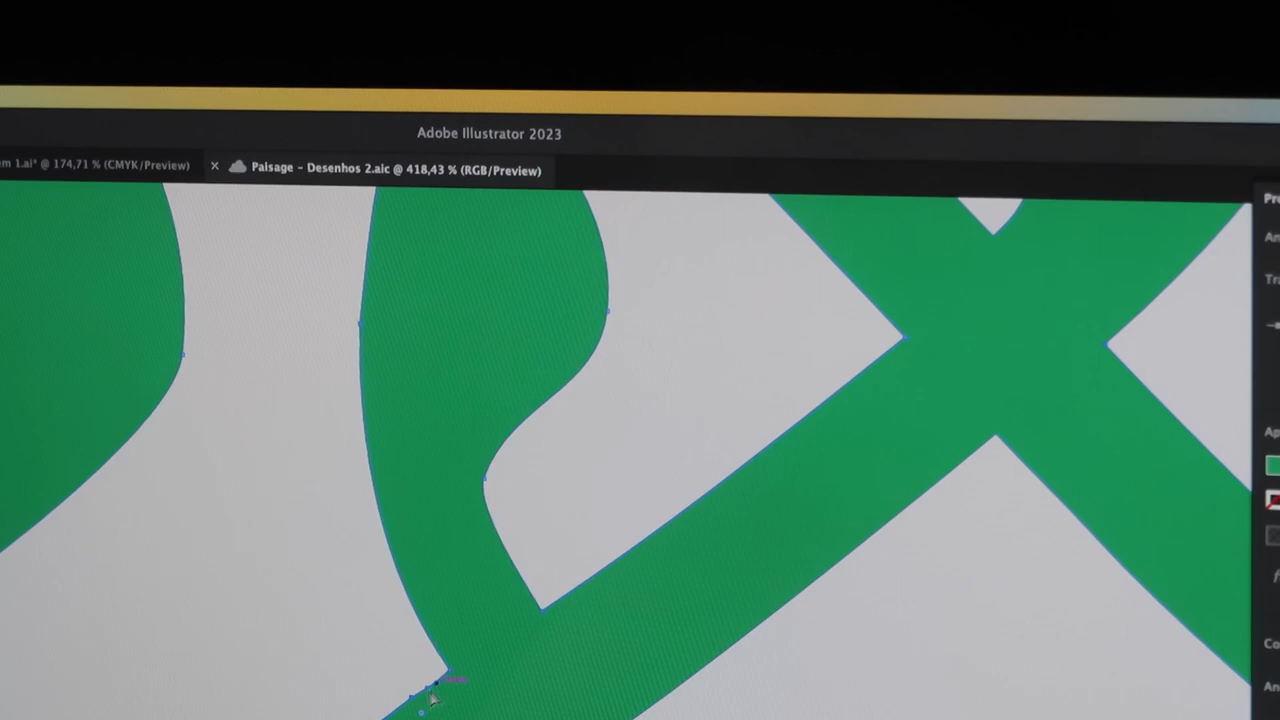 Adobe Illustrator 2023
m 1.ai* @ 174,71 % (CMYK/Preview) × Paisage - Desenhos 2.aic @ 418,43 % (RGB/Preview)